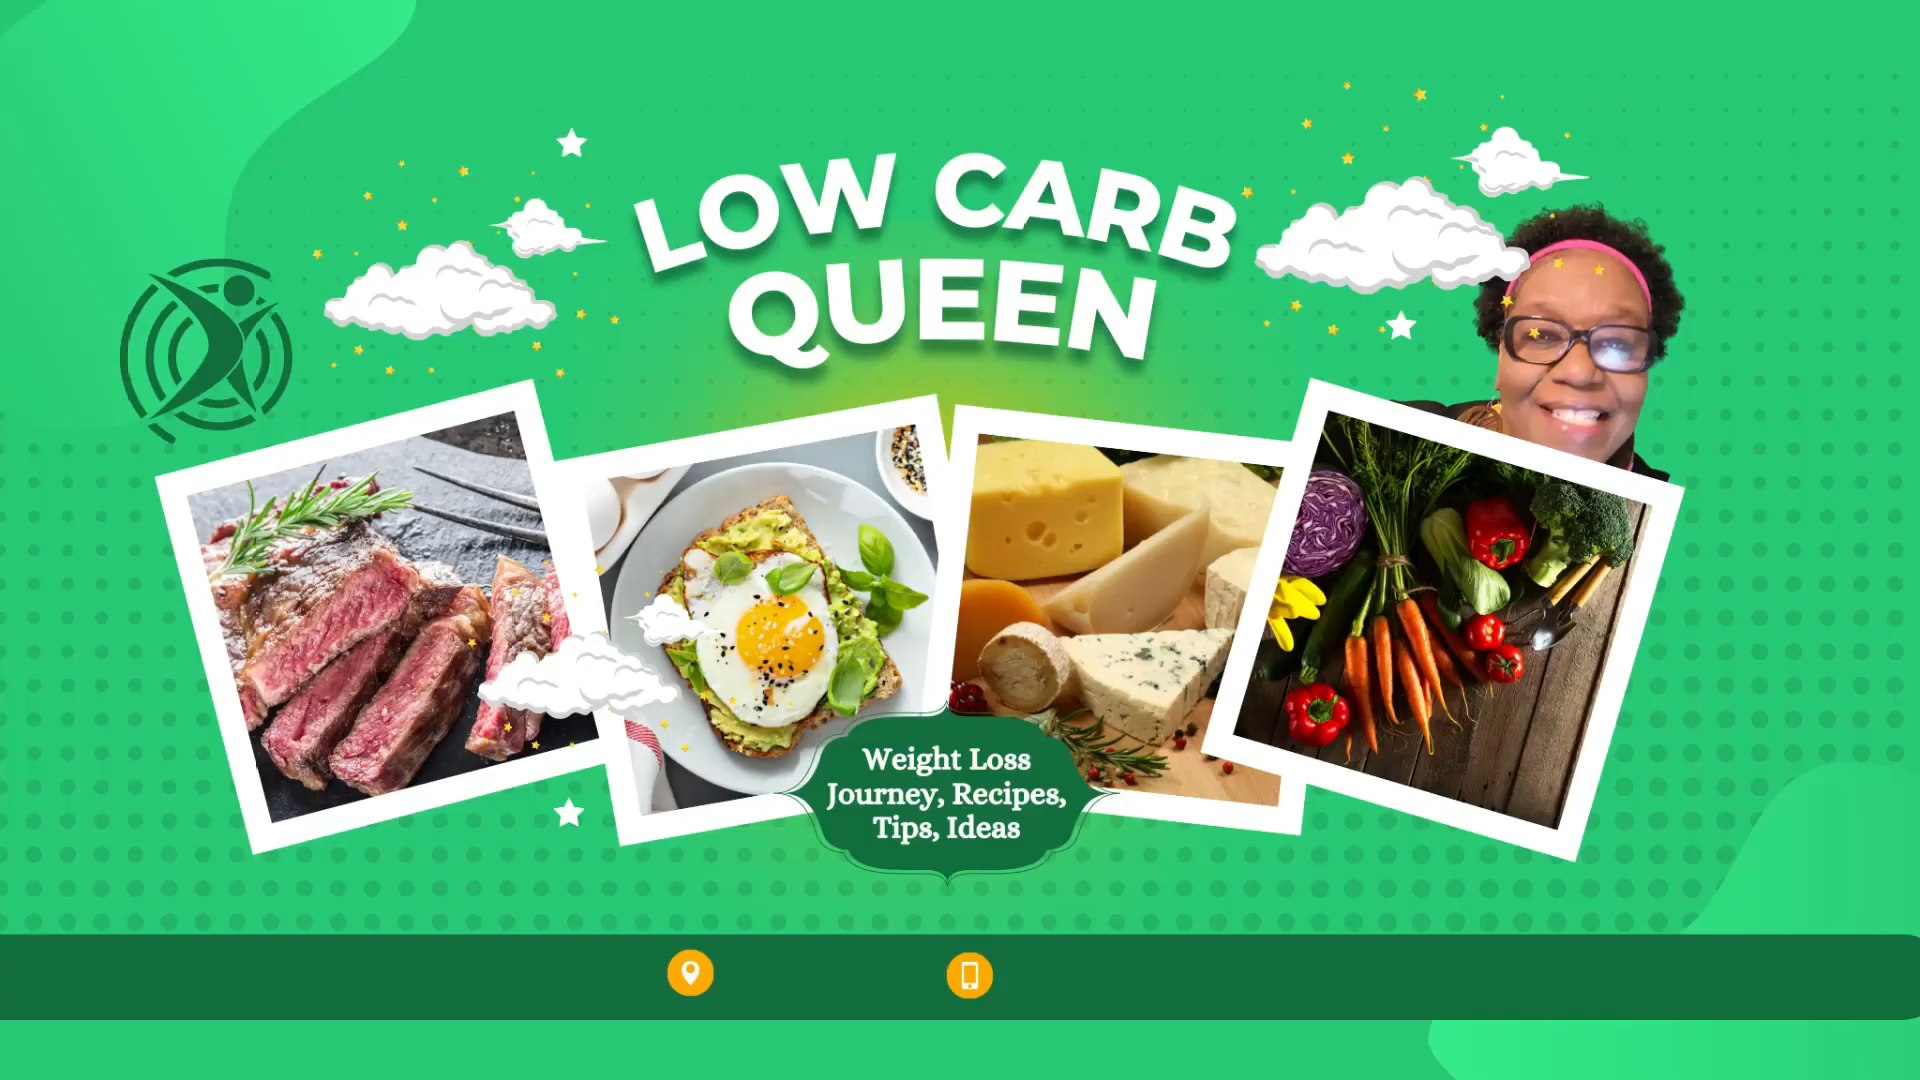 LOW CARB
QUEEN
Weight Loss
Journey, Recipes,
Tips, Ideas